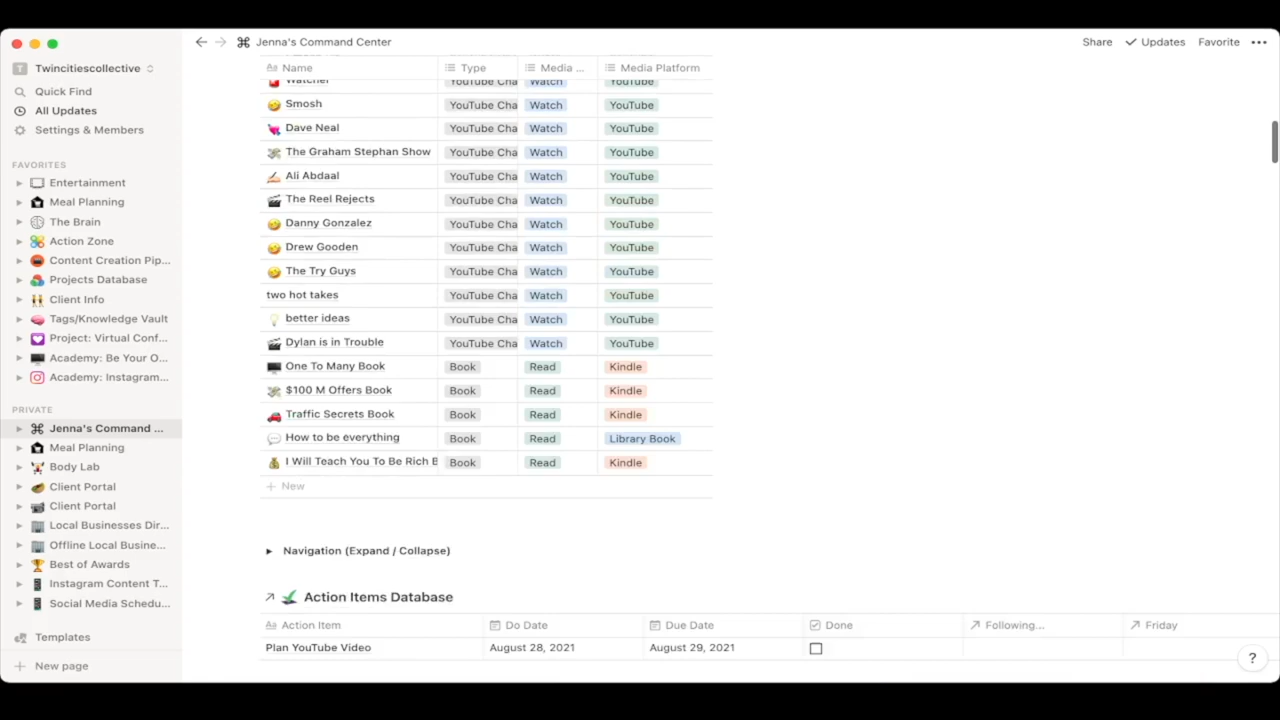 Jenna's Command Center
Share Updates Favorite
Twincitiescollective
Quick Find
All Updates
Settings & Members
FAVORITES
Entertainment
Meal Planning
The Brain
Action Zone
Content Creation Pip...
Projects Database
Client Info
Tags/Knowledge Vault
Project: Virtual Conf...
Academy: Be Your O...
Academy: Instagram...
PRIVATE
Jenna's Command ...
Meal Planning
Body Lab
Client Portal
Client Portal
Local Businesses Dir...
Offline Local Busine...
Best of Awards
Instagram Content T...
Social Media Schedu...
Templates
New page
Name Type Media ... Media Platform
Watcher YouTube Cha Watch YouTube
Smosh YouTube Cha Watch YouTube
Dave Neal YouTube Cha Watch YouTube
The Graham Stephan Show YouTube Cha Watch YouTube
Ali Abdaal YouTube Cha Watch YouTube
The Reel Rejects YouTube Cha Watch YouTube
Danny Gonzalez YouTube Cha Watch YouTube
Drew Gooden YouTube Cha Watch YouTube
The Try Guys YouTube Cha Watch YouTube
two hot takes YouTube Cha Watch YouTube
better ideas YouTube Cha Watch YouTube
Dylan is in Trouble YouTube Cha Watch YouTube
One To Many Book Book Read Kindle
$100 M Offers Book Book Read Kindle
Traffic Secrets Book Book Read Kindle
How to be everything Book Read Library Book
I Will Teach You To Be Rich B Book Read Kindle
New
Navigation (Expand / Collapse)
Action Items Database
Action Item Do Date Due Date Done Following... Friday
Plan YouTube Video August 28, 2021 August 29, 2021
?